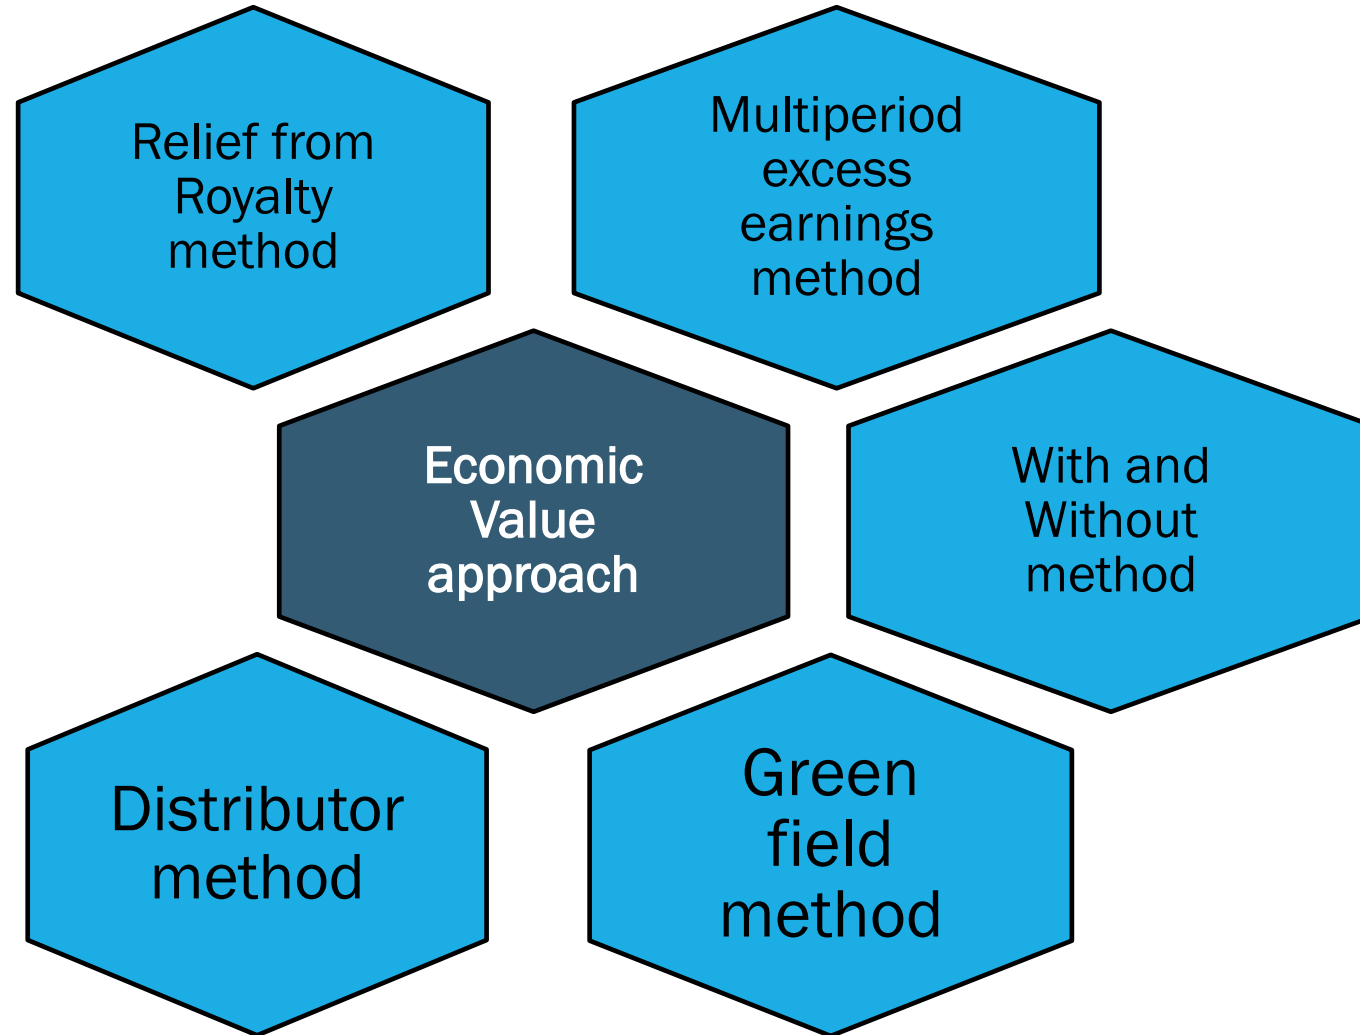 Relief from
Royalty
method
Multiperiod
excess
earnings
method
Economic
Value
approach
With and
Without
method
Distributor
method
Green
field
method